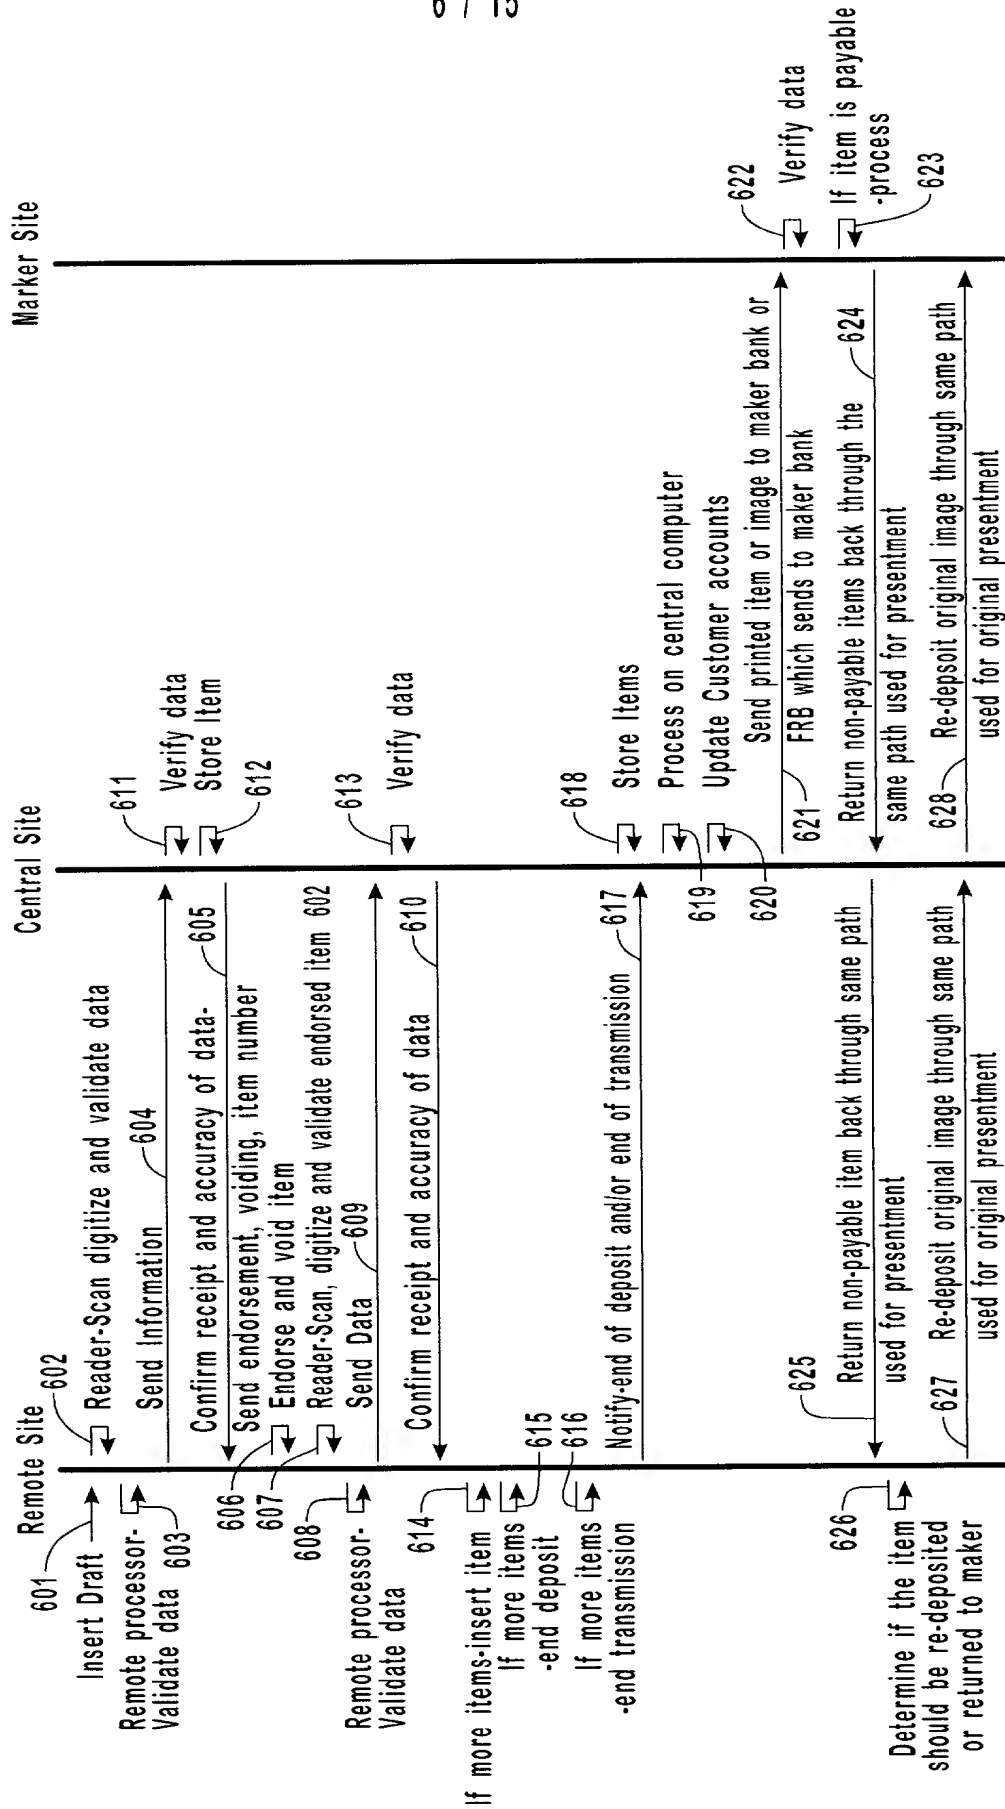 6 / 15
Remote Site
Central Site
Marker Site
601
Insert Draft
602
Reader-Scan digitize and validate data
Remote processor-
Validate data 603
Send Information
604
611
Verify data
Store Item
612
Confirm receipt and accuracy of data-
605
Send endorsement, voiding, item number
606
Endorse and void item
607
Reader-Scan, digitize and validate endorsed item 602
608
Remote processor-
Validate data
Send Data
609
613
Verify data
Confirm receipt and accuracy of data
610
614
If more items-insert item
If more items
-end deposit
615
616
If more items
-end transmission
Notify-end of deposit and/or end of transmission
617
618
Store Items
Process on central computer
619
Update Customer accounts
620
Send printed item or image to maker bank or
FRB which sends to maker bank
621
622
Verify data
If item is payable
-process
623
Return non-payable items back through the
same path used for presentment
624
625
Return non-payable item back through same path
used for presentment
626
Determine if the item
should be re-deposited
or returned to maker
627
Re-deposit original image through same path
used for original presentment
628
Re-depsoit original image through same path
used for original presentment